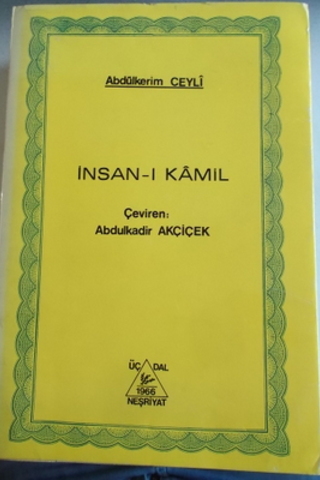 Abdülkerim CEYLÎ
İNSAN-I KÂMİL
Çeviren:
Abdulkadir AKÇİÇEK
ÜÇ DAL
1966
NEŞRİYAT